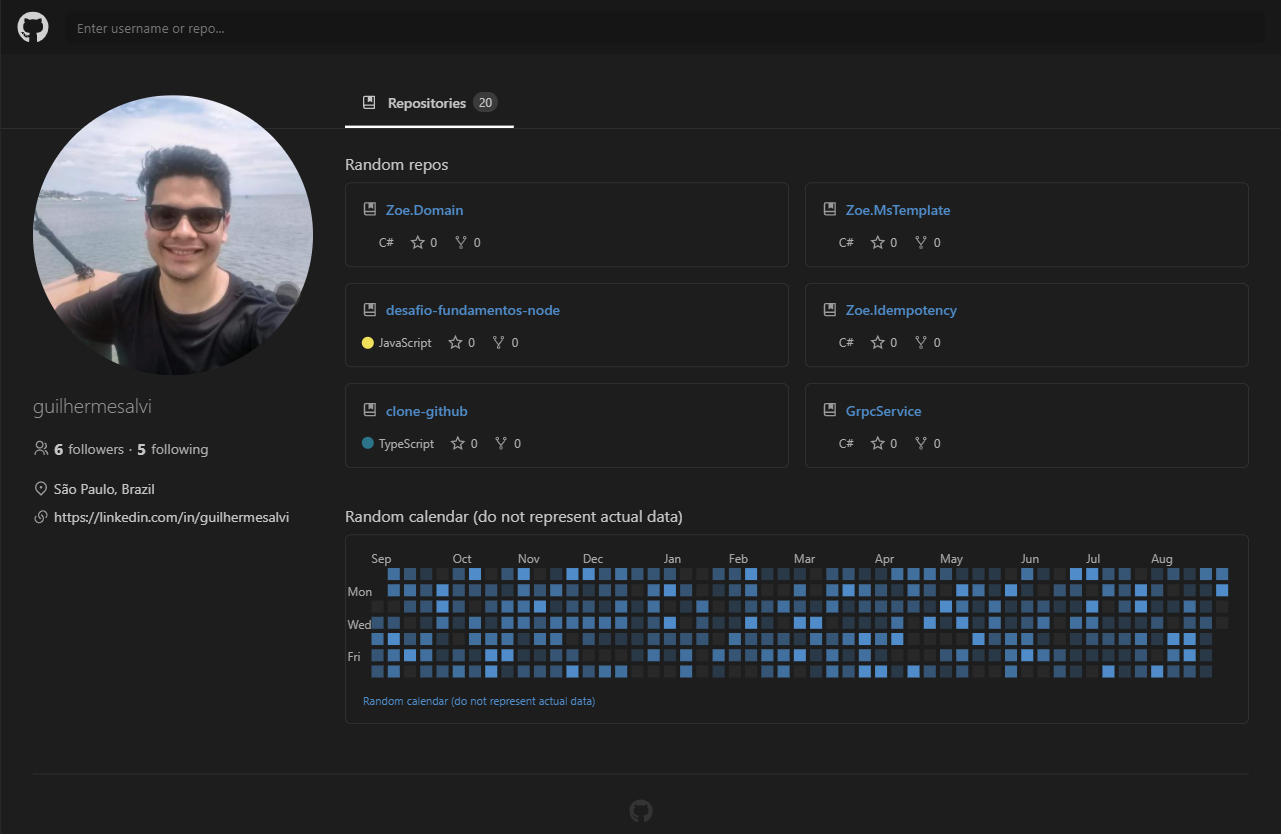 Enter username or repo...
Repositories 20
Random repos
Zoe.Domain
C# 0 0
Zoe.MsTemplate
C# 0 0
desafio-fundamentos-node
JavaScript 0 0
Zoe.Idempotency
C# 0 0
clone-github
TypeScript 0 0
GrpcService
C# 0 0
guilhermesalvi
6 followers · 5 following
São Paulo, Brazil
https://linkedin.com/in/guilhermesalvi
Random calendar (do not represent actual data)
Sep Oct Nov Dec Jan Feb Mar Apr May Jun Jul Aug
Mon
Wed
Fri
Random calendar (do not represent actual data)